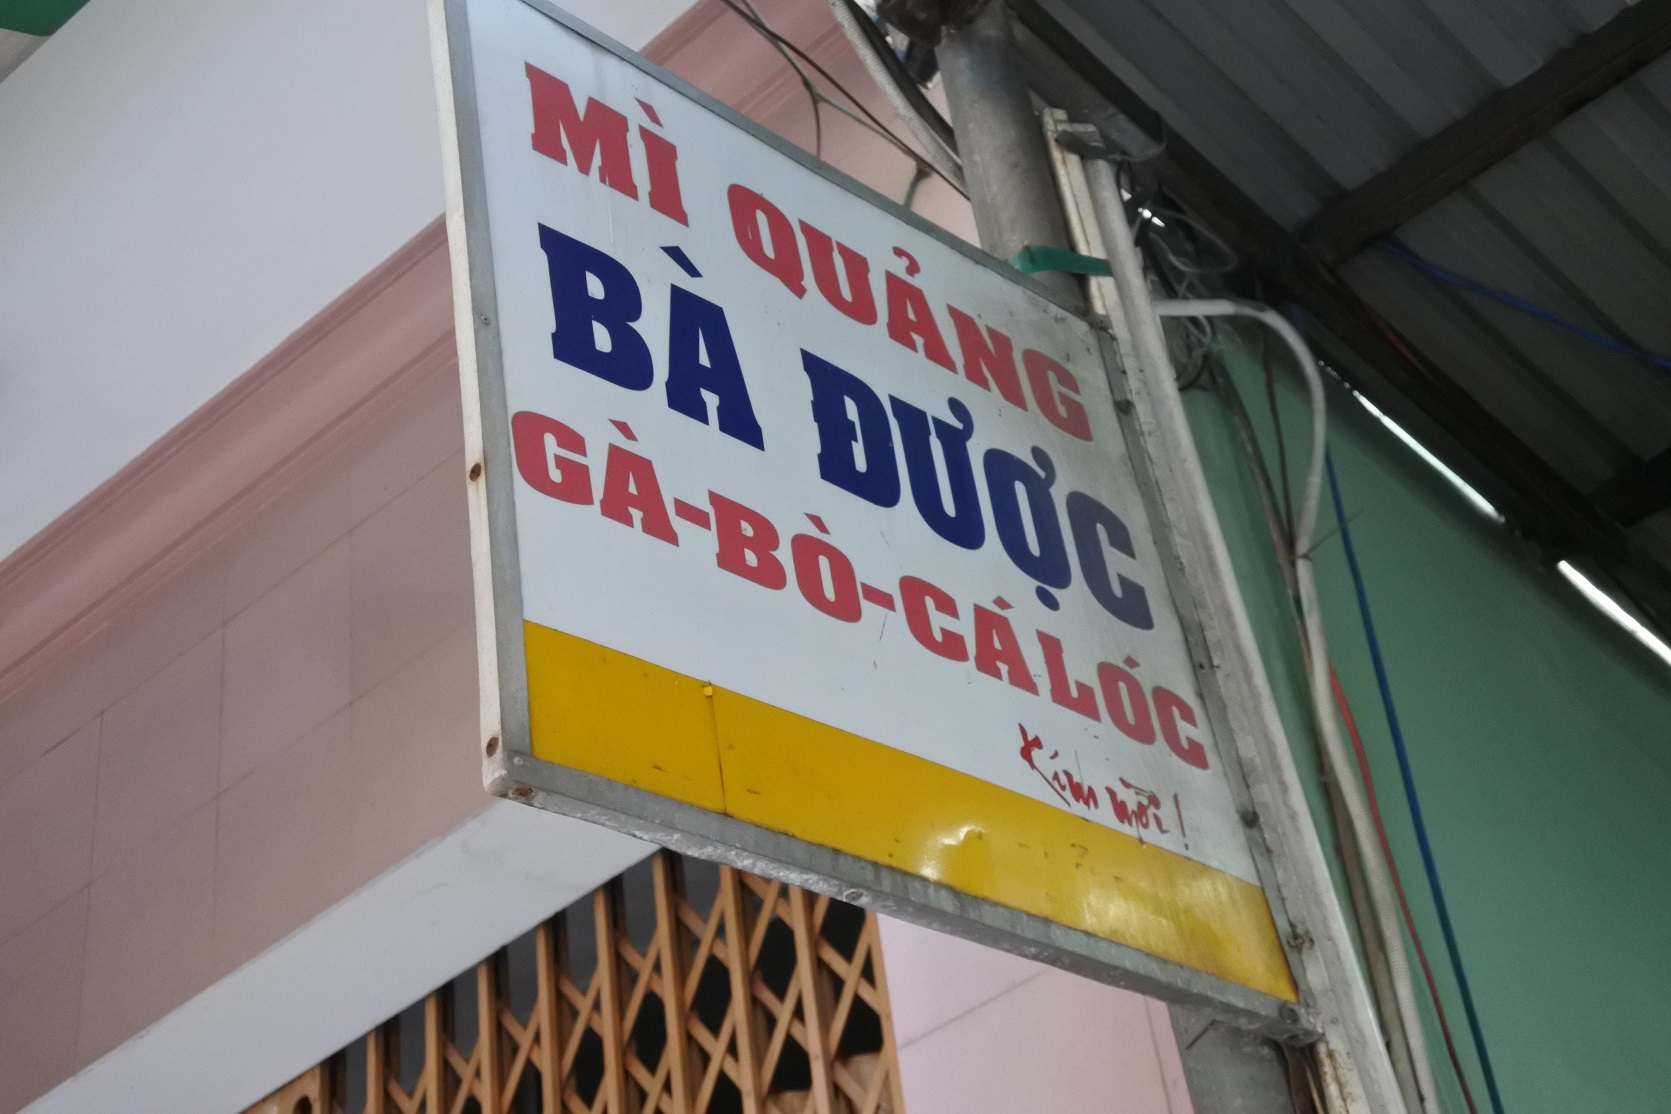 MÌ QUẢNG
BÀ ĐƯỢC
GÀ-BÒ-CÁ LÓC
Kính mời!